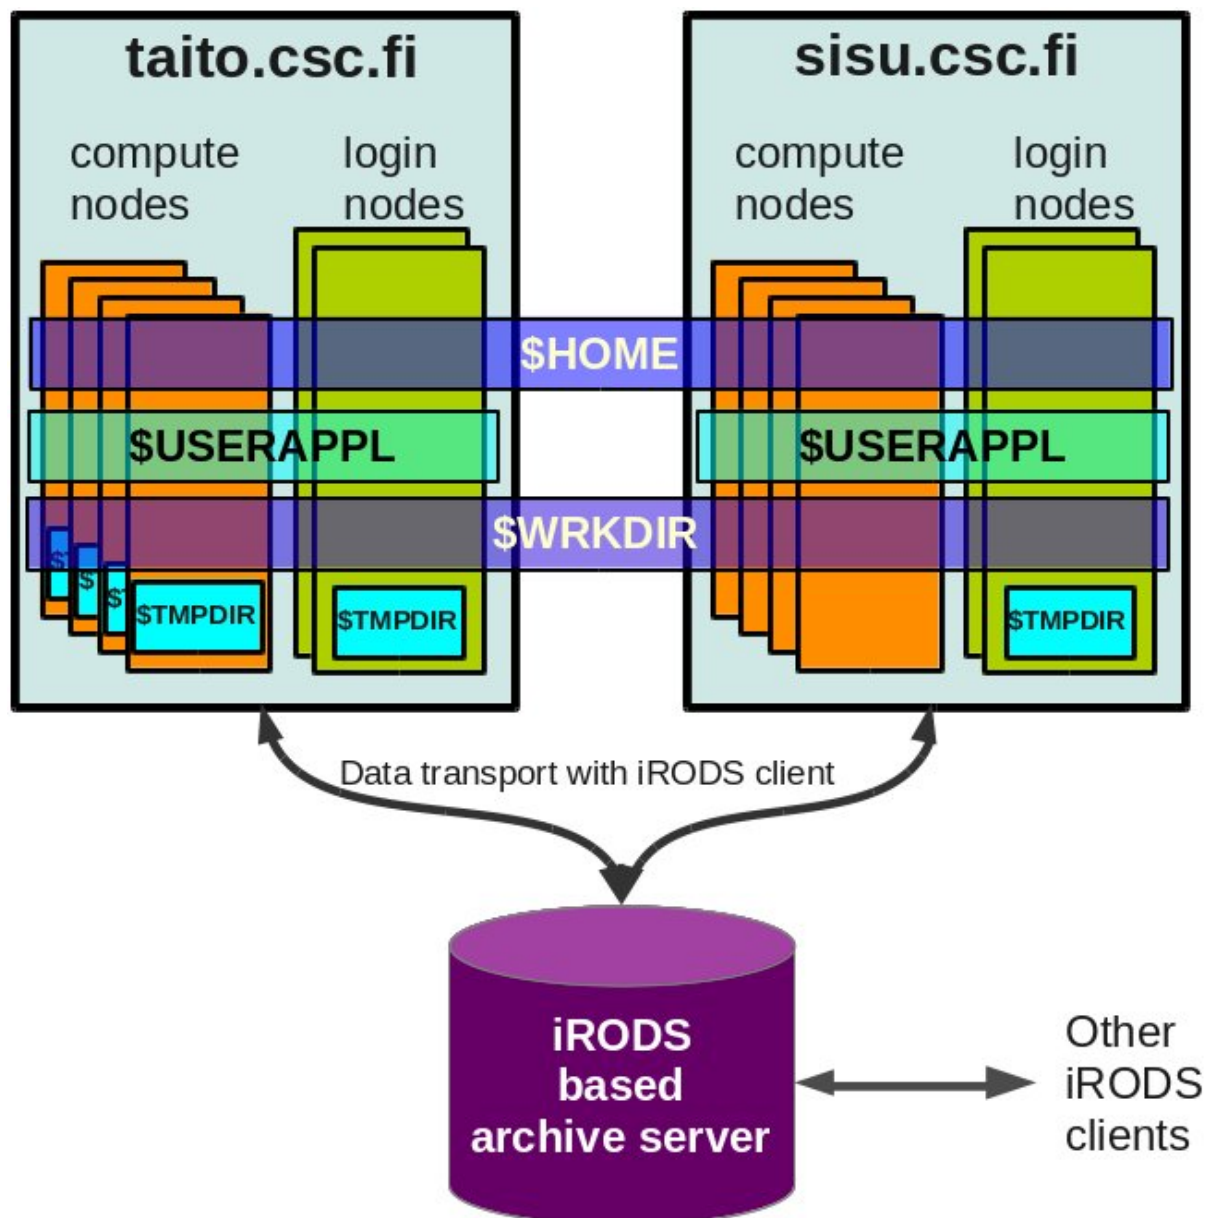 taito.csc.fi
compute
nodes
login
nodes
sisu.csc.fi
compute
nodes
login
nodes
$HOME
$USERAPPL
$USERAPPL
$WRKDIR
$T
$
$T
$TMPDIR
$TMPDIR
$TMPDIR
Data transport with iRODS client
iRODS
based
archive server
Other
iRODS
clients